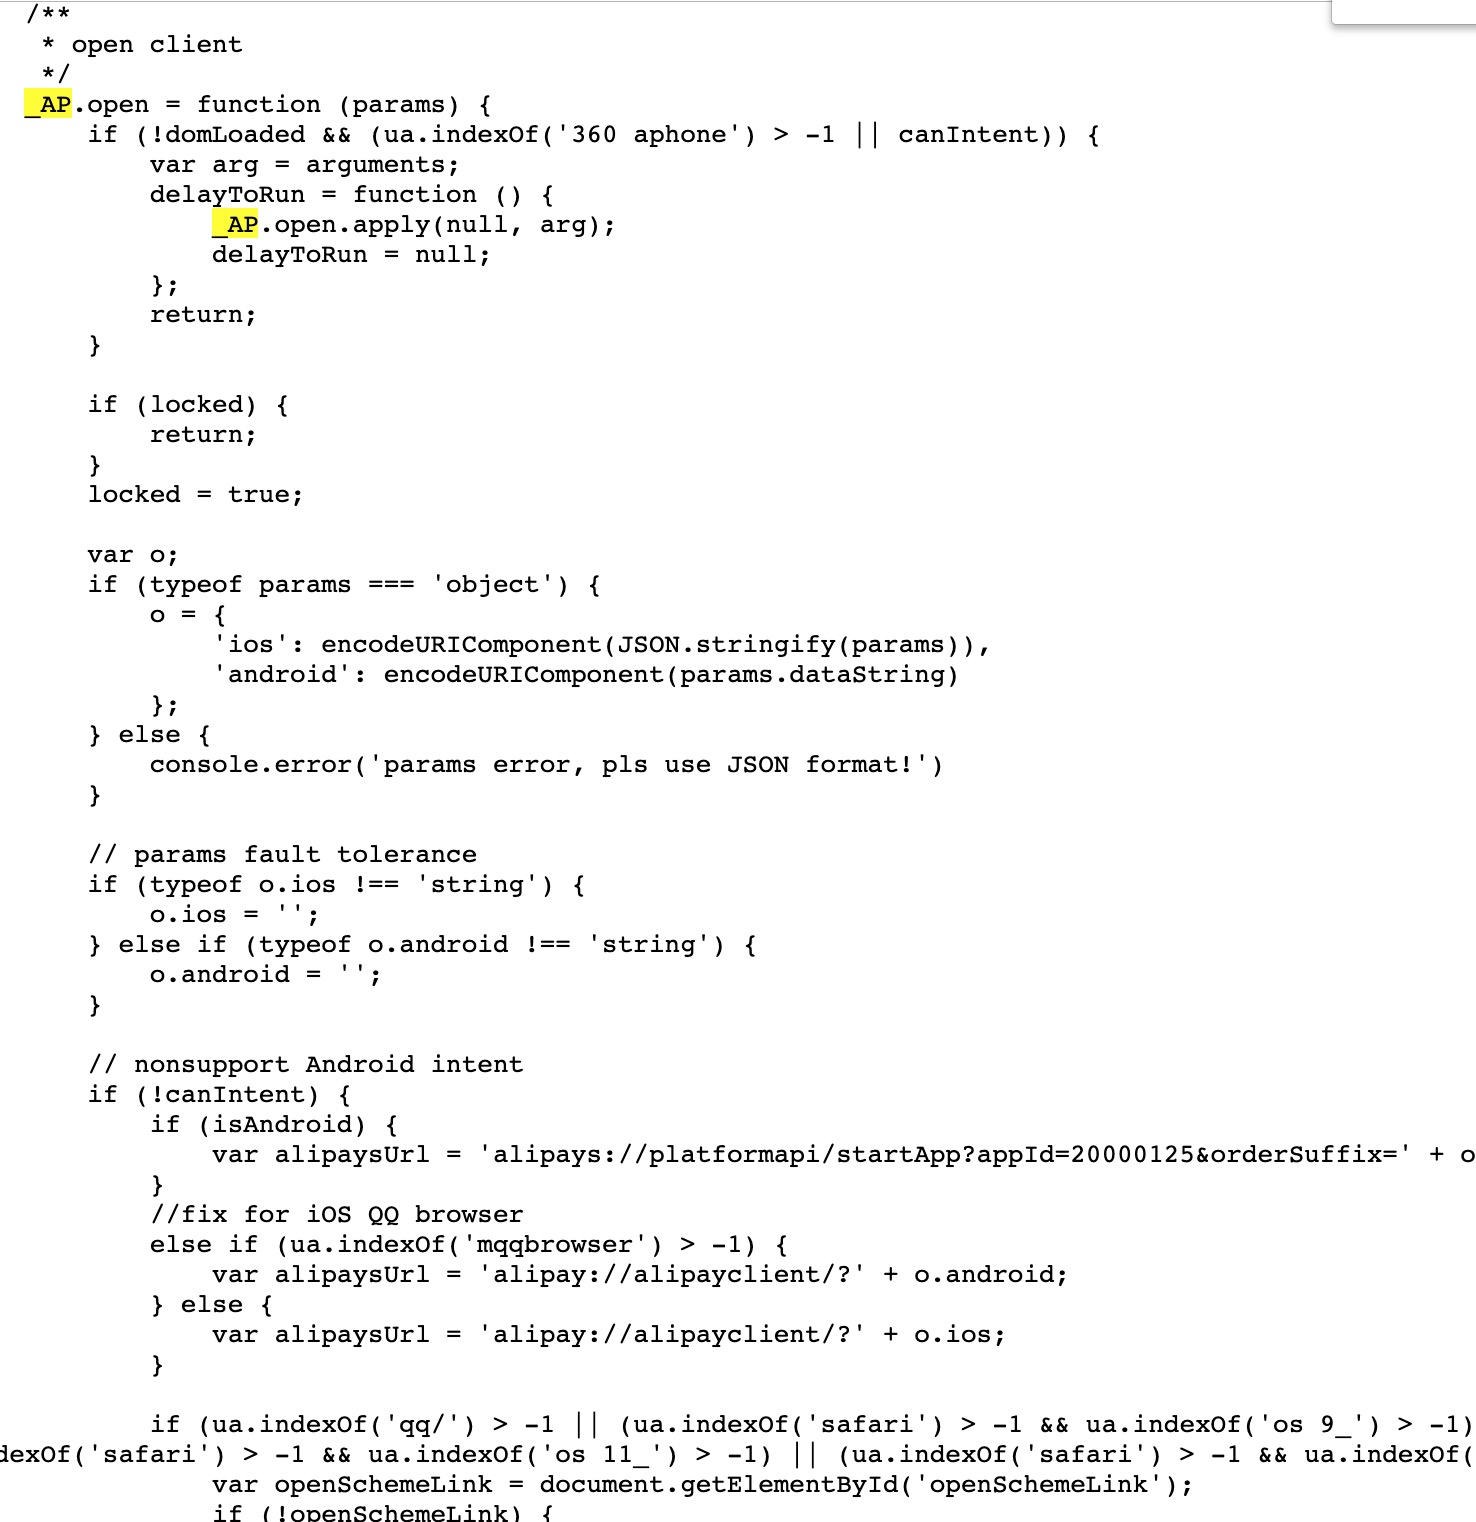 /**
 * open client
 */
_AP.open = function (params) {
    if (!domLoaded && (ua.indexOf('360 aphone') > -1 || canIntent)) {
        var arg = arguments;
        delayToRun = function () {
            _AP.open.apply(null, arg);
            delayToRun = null;
        };
        return;
    }

    if (locked) {
        return;
    }
    locked = true;

    var o;
    if (typeof params === 'object') {
        o = {
            'ios': encodeURIComponent(JSON.stringify(params)),
            'android': encodeURIComponent(params.dataString)
        };
    } else {
        console.error('params error, pls use JSON format!')
    }

    // params fault tolerance
    if (typeof o.ios !== 'string') {
        o.ios = '';
    } else if (typeof o.android !== 'string') {
        o.android = '';
    }

    // nonsupport Android intent
    if (!canIntent) {
        if (isAndroid) {
            var alipaysUrl = 'alipays://platformapi/startApp?appId=20000125&orderSuffix=' + o
        }
        //fix for iOS QQ browser
        else if (ua.indexOf('mqqbrowser') > -1) {
            var alipaysUrl = 'alipay://alipayclient/?' + o.android;
        } else {
            var alipaysUrl = 'alipay://alipayclient/?' + o.ios;
        }

        if (ua.indexOf('qq/') > -1 || (ua.indexOf('safari') > -1 && ua.indexOf('os 9_') > -1)
dexOf('safari') > -1 && ua.indexOf('os 11_') > -1) || (ua.indexOf('safari') > -1 && ua.indexOf(
            var openSchemeLink = document.getElementById('openSchemeLink');
            if (!openSchemeLink) {